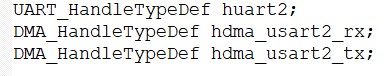 UART_HandleTypeDef huart2;
DMA_HandleTypeDef hdma_usart2_rx;
DMA_HandleTypeDef hdma_usart2_tx;